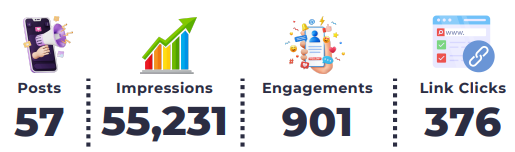 www.
Posts Impressions Engagements Link Clicks
57 55,231 901 376